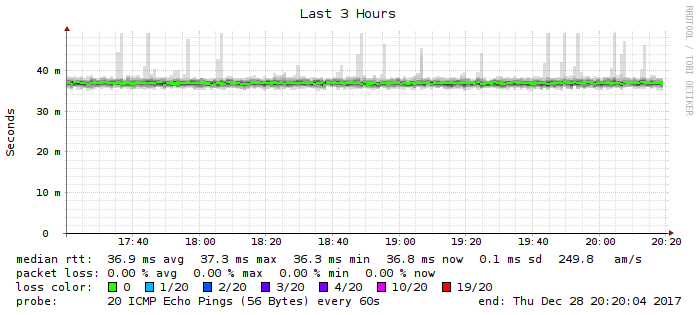 Last 3 Hours
RRDTOOL / TOBI OETIKER
Seconds
40 m
30 m
20 m
10 m
0
17:40 18:00 18:20 18:40 19:00 19:20 19:40 20:00 20:20
median rtt: 36.9 ms avg 37.3 ms max 36.3 ms min 36.8 ms now 0.1 ms sd 249.8 am/s
packet loss: 0.00 % avg 0.00 % max 0.00 % min 0.00 % now
loss color: 0 1/20 2/20 3/20 4/20 10/20 19/20
probe: 20 ICMP Echo Pings (56 Bytes) every 60s end: Thu Dec 28 20:20:04 2017